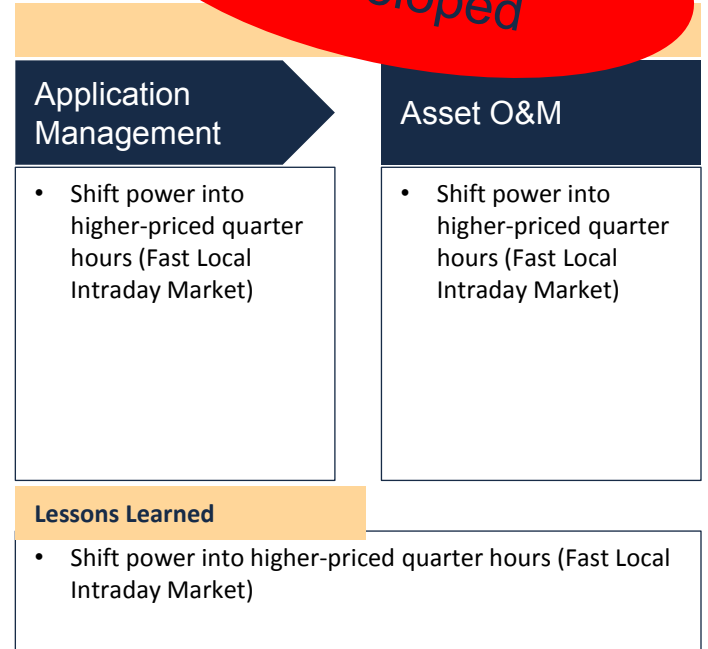 Application
Management
Asset O&M
• Shift power into
higher-priced quarter
hours (Fast Local
Intraday Market)
• Shift power into
higher-priced quarter
hours (Fast Local
Intraday Market)
Lessons Learned
• Shift power into higher-priced quarter hours (Fast Local
Intraday Market)